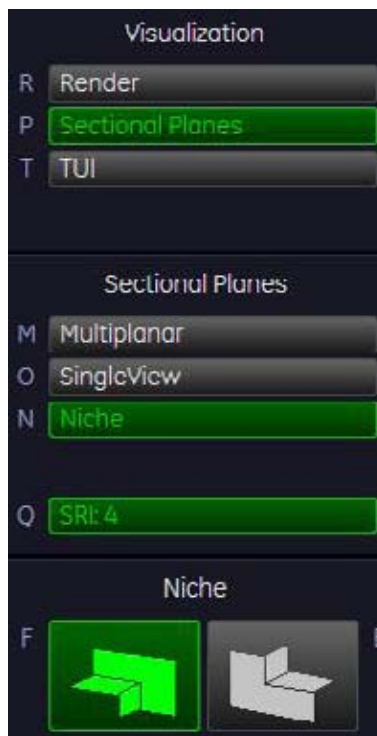 Visualization
R Render
P Sectional Planes
T TUI
Sectional Planes
M Multiplanar
O SingleView
N Niche
Q SRI: 4
Niche
F